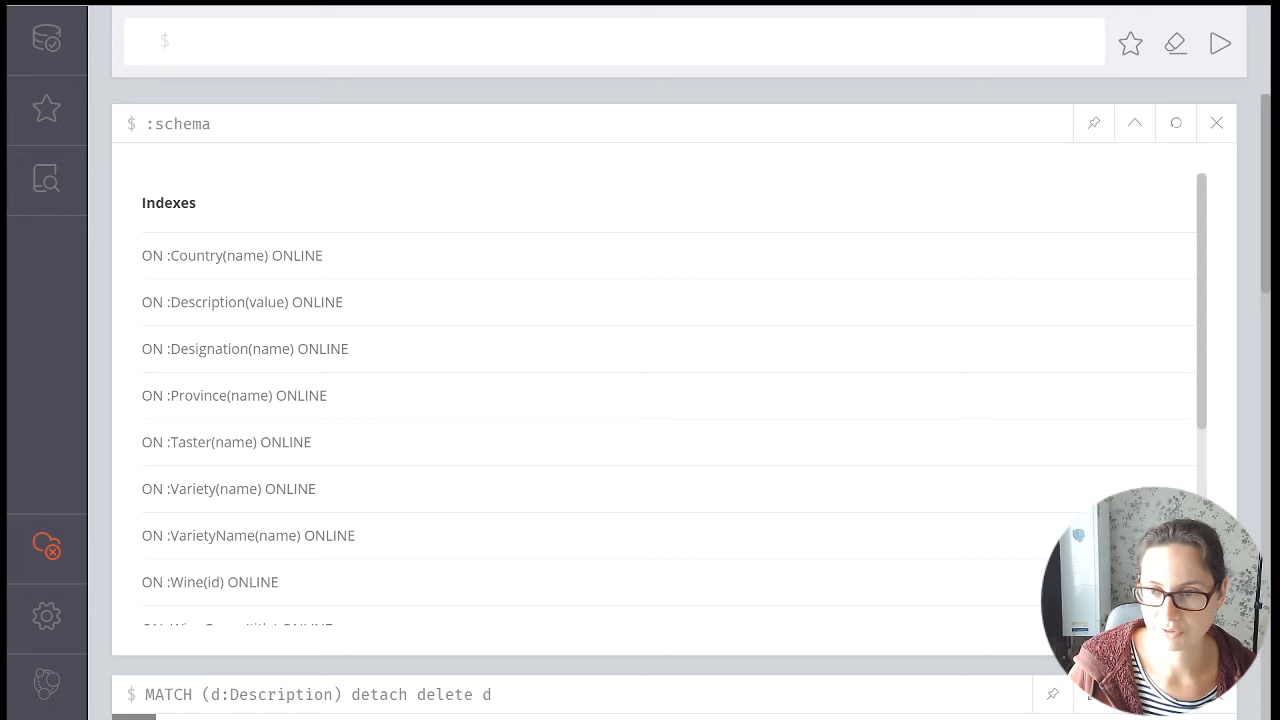 $
$ :schema
Indexes
ON :Country(name) ONLINE
ON :Description(value) ONLINE
ON :Designation(name) ONLINE
ON :Province(name) ONLINE
ON :Taster(name) ONLINE
ON :Variety(name) ONLINE
ON :VarietyName(name) ONLINE
ON :Wine(id) ONLINE
$ MATCH (d:Description) detach delete d